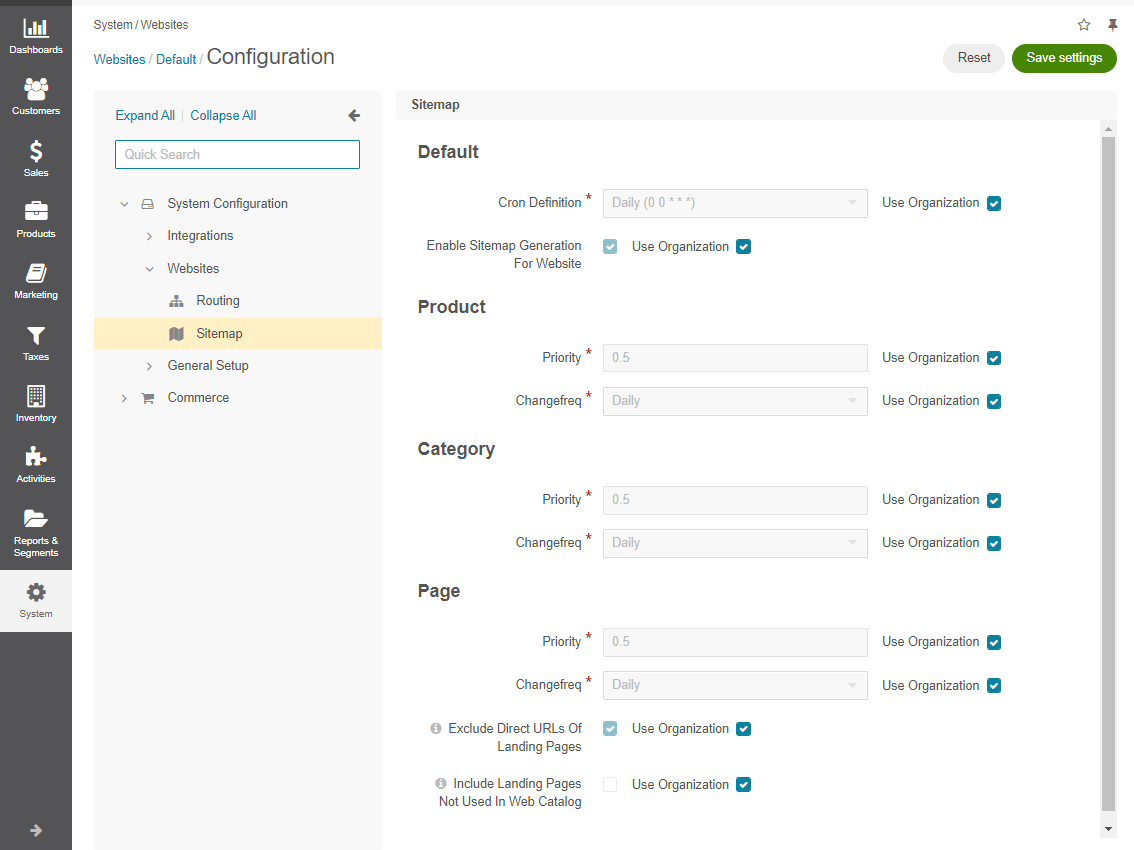 Dashboards
Customers
Sales
Products
Marketing
Taxes
Inventory
Activities
Reports &
Segments
System
System / Websites
Websites / Default / Configuration
Reset
Save settings
Expand All | Collapse All
Quick Search
System Configuration
Integrations
Websites
Routing
Sitemap
General Setup
Commerce
Sitemap
Default
Cron Definition * Daily (0 0 * * *) Use Organization
Enable Sitemap Generation
For Website
Use Organization
Product
Priority * 0.5 Use Organization
Changefreq * Daily Use Organization
Category
Priority * 0.5 Use Organization
Changefreq * Daily Use Organization
Page
Priority * 0.5 Use Organization
Changefreq * Daily Use Organization
Exclude Direct URLs Of
Landing Pages
Use Organization
Include Landing Pages
Not Used In Web Catalog
Use Organization